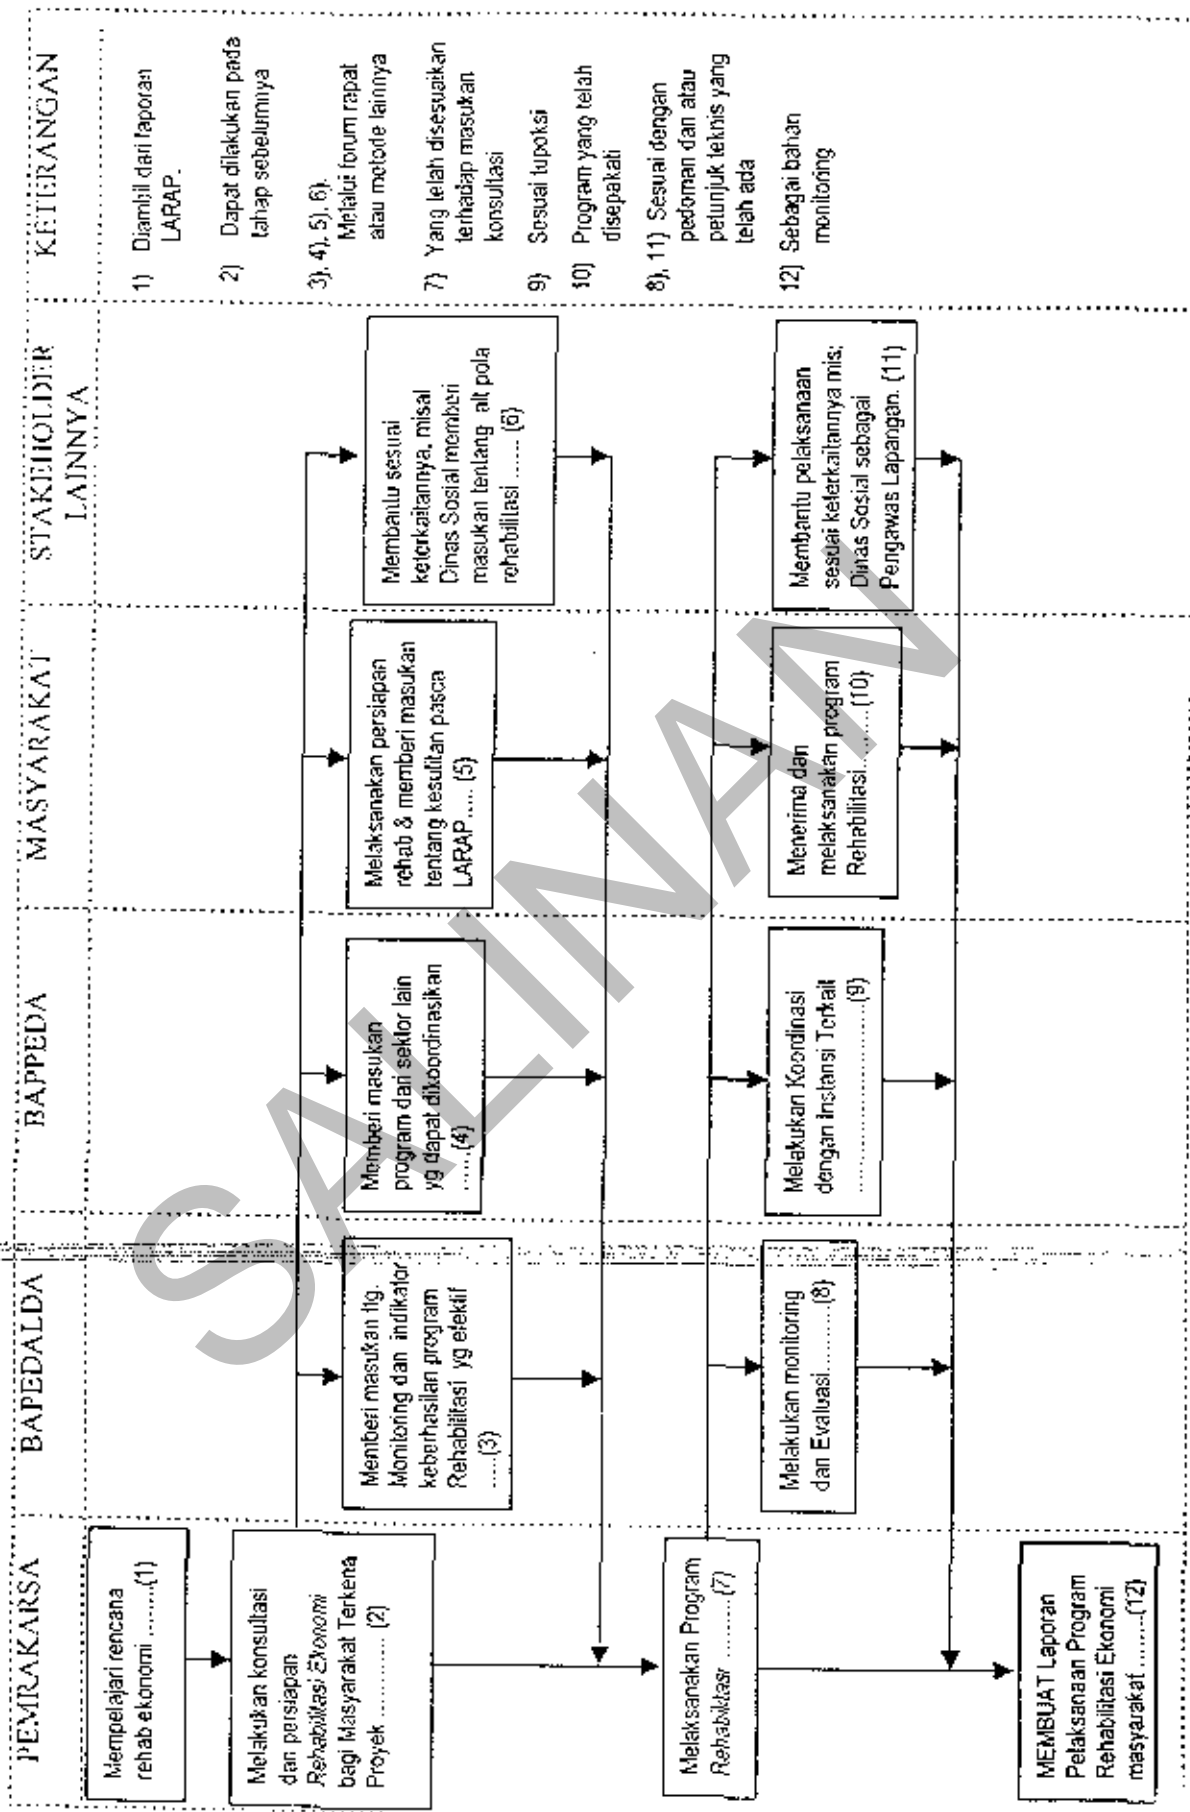 PEMRAKARSA
BAPEDALDA
BAPPEDA
MASYARAKAT
STAKEHOLDER
LAINNYA
KETERANGAN
Mempelajari rencana
rehab ekonomi ........(1)
Melakukan konsultasi
dan persiapan
Rehabilitasi Ekonomi
bagi Masyarakat Terkena
Proyek .............. (2)
Memberi masukan ttg.
Monitoring dan indikator
keberhasilan program
Rehabilitasi yg efektif
.....(3)
Memberi masukan
program dari sektor lain
yg dapat dikoordinasikan
......(4)
Melaksanakan persiapan
rehab & memberi masukan
tentang kesulitan pasca
LARAP ..... (5)
Membantu sesuai
keterkaitannya, misal
Dinas Sosial memberi
masukan tentang alt pola
rehabilitasi ........ (6)
Melaksanakan Program
Rehabilitasi ..........(7)
Melakukan monitoring
dan Evaluasi ...........(8)
Melakukan Koordinasi
dengan Instansi Terkait
......................(9)
Menerima dan
melaksanakan program
Rehabilitasi...........(10)
Membantu pelaksanaan
sesuai keterkaitannya mis;
Dinas Sosial sebagai
Pengawas Lapangan. (11)
MEMBUAT Laporan
Pelaksanaan Program
Rehabilitasi Ekonomi
masyarakat ..........(12)
1) Diambil dari laporan
LARAP.
2) Dapat dilakukan pada
tahap sebelumnya
3), 4), 5), 6).
Melalui forum rapat
atau metode lainnya
7) Yang telah disesuaikan
terhadap masukan
konsultasi
9) Sesuai tupoksi
10) Program yang telah
disepakati
8), 11) Sesuai dengan
pedoman dan atau
petunjuk teknis yang
telah ada
12) Sebagai bahan
monitoring
SALINAN